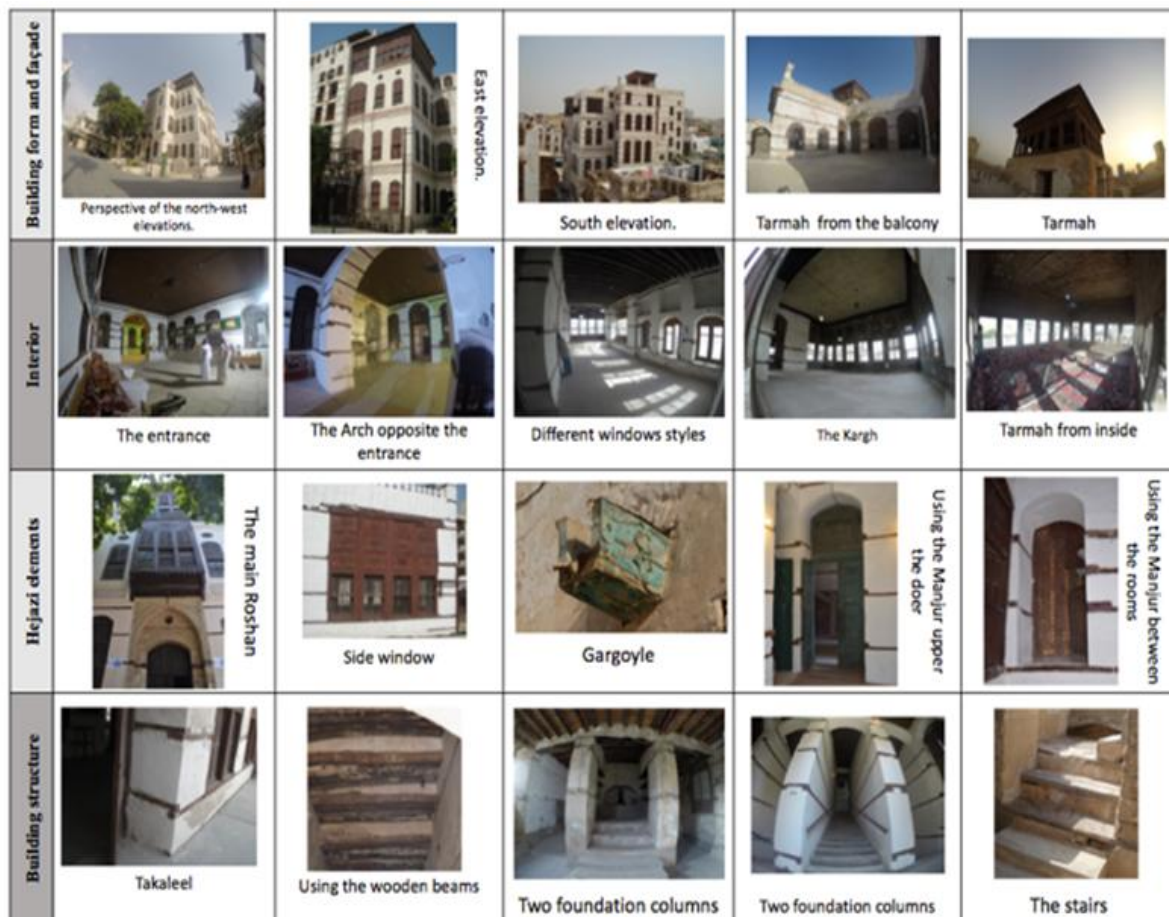 Building form and façade
Perspective of the north-west
elevations.
East elevation.
South elevation.
Tarmah from the balcony
Tarmah
Interior
The entrance
The Arch opposite the
entrance
Different windows styles
The Kargh
Tarmah from inside
Hejazi elements
The main Roshan
Side window
Gargoyle
Using the Manjur upper
the doer
Using the Manjur between
the rooms
Building structure
Takaleel
Using the wooden beams
Two foundation columns
Two foundation columns
The stairs